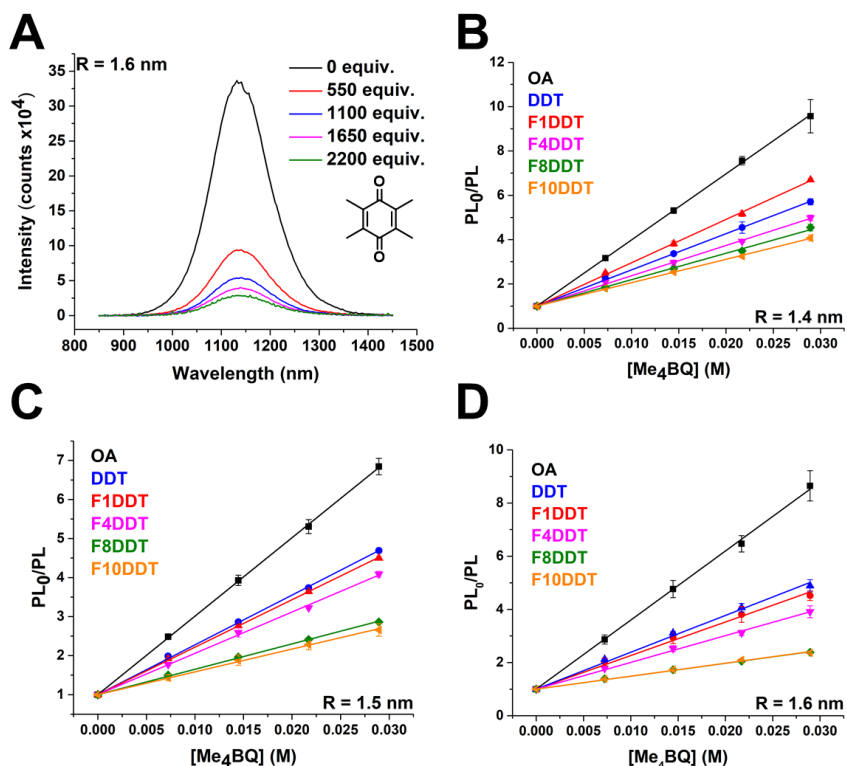 A
R = 1.6 nm
0 equiv.
550 equiv.
1100 equiv.
1650 equiv.
2200 equiv.
O
O
Intensity (counts x10⁴)
35
30
25
20
15
10
5
0
800 900 1000 1100 1200 1300 1400 1500
Wavelength (nm)
B
OA
DDT
F1DDT
F4DDT
F8DDT
F10DDT
PL₀/PL
12
10
8
6
4
2
0
R = 1.4 nm
0.000 0.005 0.010 0.015 0.020 0.025 0.030
[Me₄BQ] (M)
C
OA
DDT
F1DDT
F4DDT
F8DDT
F10DDT
PL₀/PL
7
6
5
4
3
2
1
R = 1.5 nm
0.000 0.005 0.010 0.015 0.020 0.025 0.030
[Me₄BQ] (M)
D
OA
DDT
F1DDT
F4DDT
F8DDT
F10DDT
PL₀/PL
10
8
6
4
2
0
R = 1.6 nm
0.000 0.005 0.010 0.015 0.020 0.025 0.030
[Me₄BQ] (M)